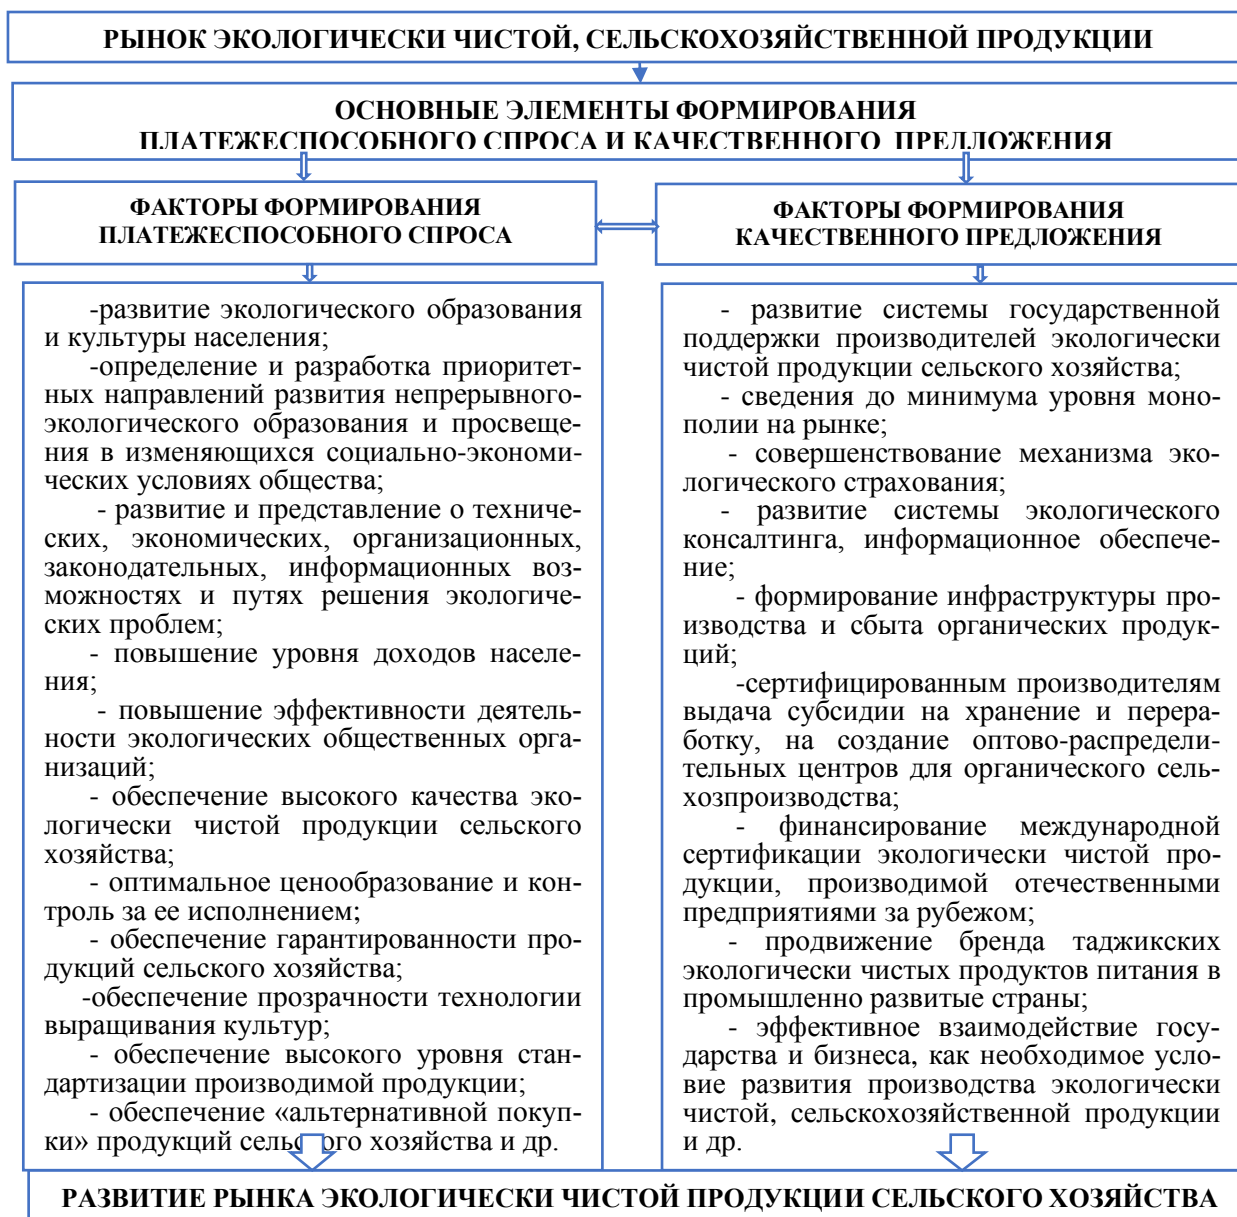 РЫНОК ЭКОЛОГИЧЕСКИ ЧИСТОЙ, СЕЛЬСКОХОЗЯЙСТВЕННОЙ ПРОДУКЦИИ
ОСНОВНЫЕ ЭЛЕМЕНТЫ ФОРМИРОВАНИЯ
ПЛАТЕЖЕСПОСОБНОГО СПРОСА И КАЧЕСТВЕННОГО ПРЕДЛОЖЕНИЯ
ФАКТОРЫ ФОРМИРОВАНИЯ
ПЛАТЕЖЕСПОСОБНОГО СПРОСА
ФАКТОРЫ ФОРМИРОВАНИЯ
КАЧЕСТВЕННОГО ПРЕДЛОЖЕНИЯ
-развитие экологического образования
и культуры населения;
-определение и разработка приоритет-
ных направлений развития непрерывного-
экологического образования и просвеще-
ния в изменяющихся социально-экономи-
ческих условиях общества;
- развитие и представление о техниче-
ских, экономических, организационных,
законодательных, информационных воз-
можностях и путях решения экологиче-
ских проблем;
- повышение уровня доходов населе-
ния;
- повышение эффективности деятель-
ности экологических общественных орга-
низаций;
- обеспечение высокого качества эко-
логически чистой продукции сельского
хозяйства;
- оптимальное ценообразование и кон-
троль за ее исполнением;
- обеспечение гарантированности про-
дукций сельского хозяйства;
-обеспечение прозрачности технологии
выращивания культур;
- обеспечение высокого уровня стан-
дартизации производимой продукции;
- обеспечение «альтернативной покуп-
ки» продукций сельского хозяйства и др.
- развитие системы государственной
поддержки производителей экологически
чистой продукции сельского хозяйства;
- сведения до минимума уровня моно-
полии на рынке;
- совершенствование механизма эко-
логического страхования;
- развитие системы экологического
консалтинга, информационное обеспече-
ние;
- формирование инфраструктуры про-
изводства и сбыта органических продук-
ций;
-сертифицированным производителям
выдача субсидии на хранение и перера-
ботку, на создание оптово-распредели-
тельных центров для органического сель-
хозпроизводства;
- финансирование международной
сертификации экологически чистой про-
дукции, производимой отечественными
предприятиями за рубежом;
- продвижение бренда таджикских
экологически чистых продуктов питания в
промышленно развитые страны;
- эффективное взаимодействие госу-
дарства и бизнеса, как необходимое усло-
вие развития производства экологически
чистой, сельскохозяйственной продукции
и др.
РАЗВИТИЕ РЫНКА ЭКОЛОГИЧЕСКИ ЧИСТОЙ ПРОДУКЦИИ СЕЛЬСКОГО ХОЗЯЙСТВА